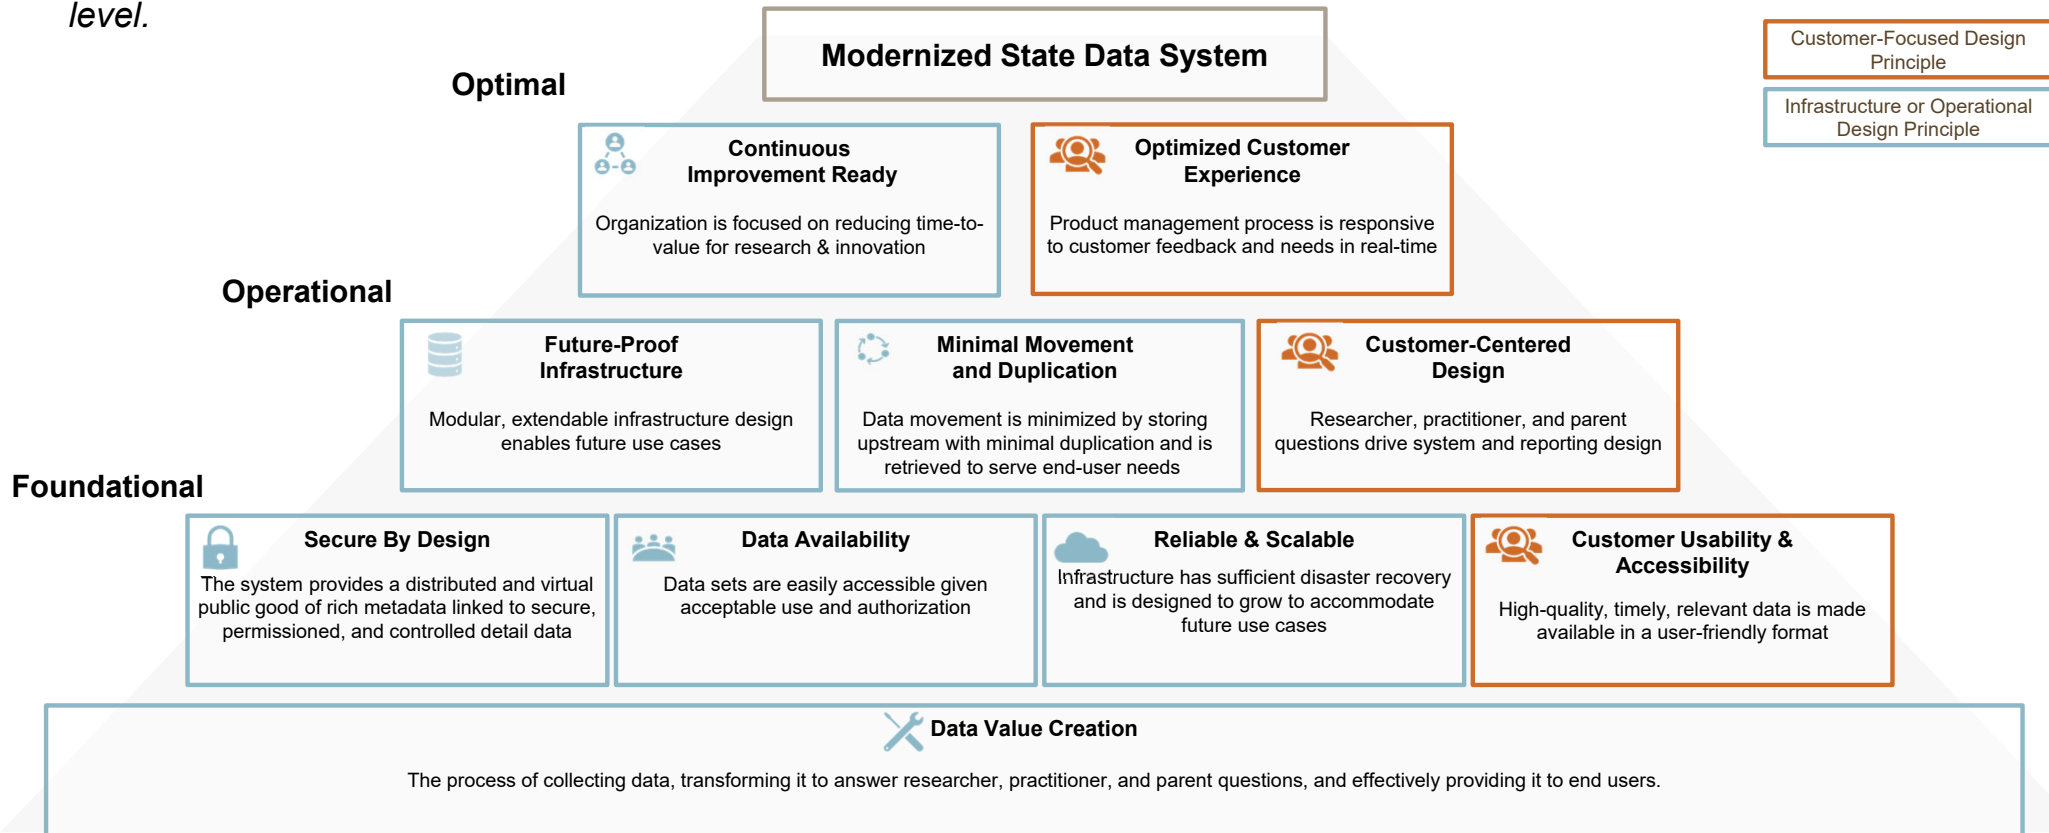 level.
Modernized State Data System
Customer-Focused Design
Principle
Infrastructure or Operational
Design Principle
Optimal
Continuous
Improvement Ready
Organization is focused on reducing time-to-
value for research & innovation
Optimized Customer
Experience
Product management process is responsive
to customer feedback and needs in real-time
Operational
Future-Proof
Infrastructure
Modular, extendable infrastructure design
enables future use cases
Minimal Movement
and Duplication
Data movement is minimized by storing
upstream with minimal duplication and is
retrieved to serve end-user needs
Customer-Centered
Design
Researcher, practitioner, and parent
questions drive system and reporting design
Foundational
Secure By Design
The system provides a distributed and virtual
public good of rich metadata linked to secure,
permissioned, and controlled detail data
Data Availability
Data sets are easily accessible given
acceptable use and authorization
Reliable & Scalable
Infrastructure has sufficient disaster recovery
and is designed to grow to accommodate
future use cases
Customer Usability &
Accessibility
High-quality, timely, relevant data is made
available in a user-friendly format
Data Value Creation
The process of collecting data, transforming it to answer researcher, practitioner, and parent questions, and effectively providing it to end users.